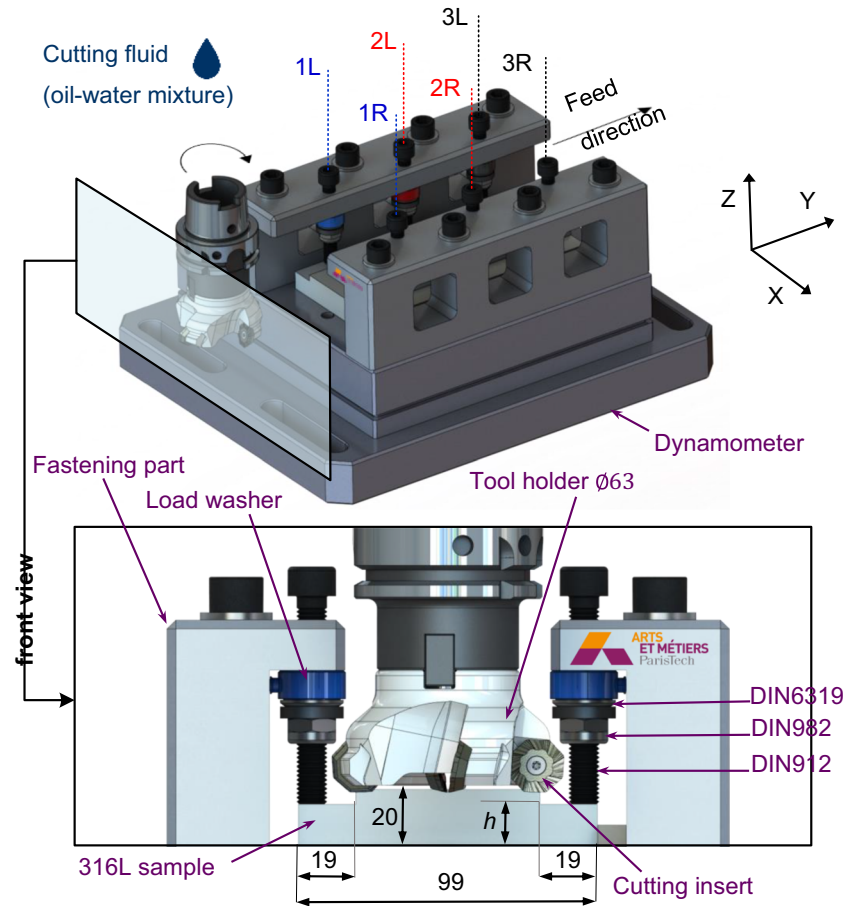 3L
Cutting fluid
(oil-water mixture)
2L
1L
3R
2R
1R
Feed
direction
Z
Y
X
Dynamometer
Fastening part
Load washer
Tool holder Ø63
front view
ARTS
ET MÉTIERS
ParisTech
DIN6319
DIN982
DIN912
20
h
316L sample
19
19
99
Cutting insert